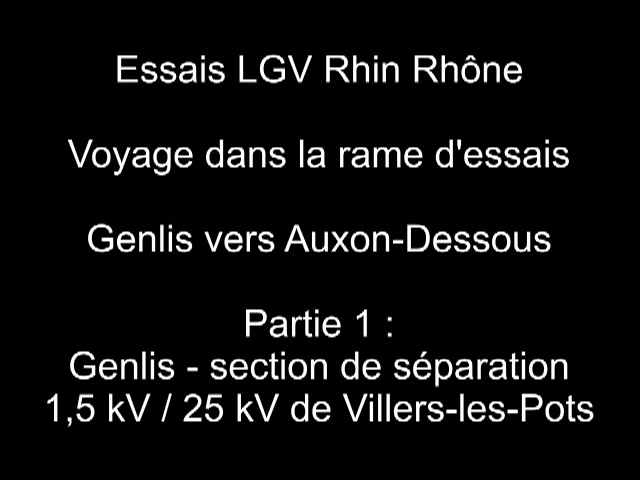 Essais LGV Rhin Rhône
Voyage dans la rame d'essais
Genlis vers Auxon-Dessous
Partie 1 :
Genlis - section de séparation
1,5 kV / 25 kV de Villers-les-Pots